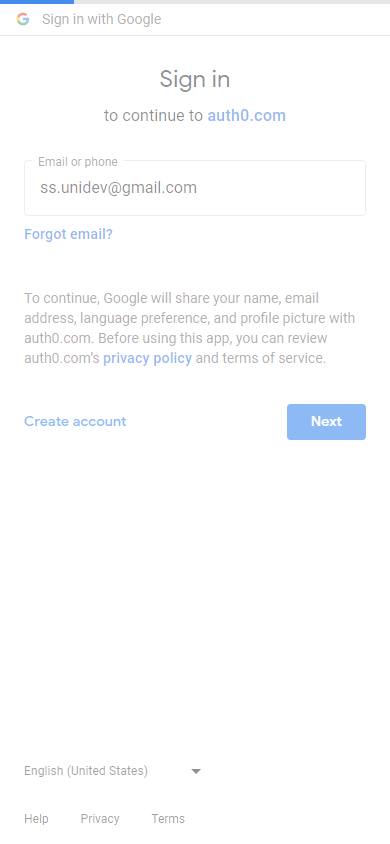 Sign in with Google
Sign in
to continue to auth0.com
Email or phone
ss.unidev@gmail.com
Forgot email?
To continue, Google will share your name, email
address, language preference, and profile picture with
auth0.com. Before using this app, you can review
auth0.com's privacy policy and terms of service.
Create account
Next
English (United States)
Help
Privacy
Terms